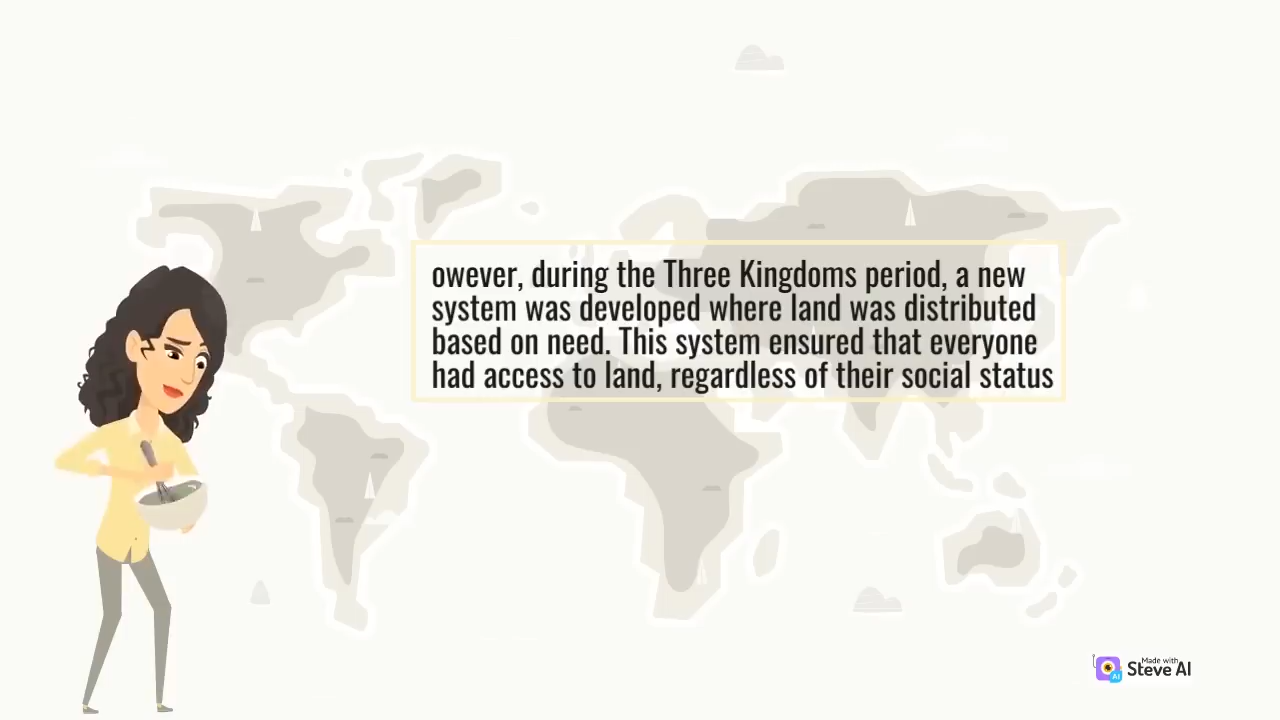 owever, during the Three Kingdoms period, a new
system was developed where land was distributed
based on need. This system ensured that everyone
had access to land, regardless of their social status
Made with
Steve AI
AI